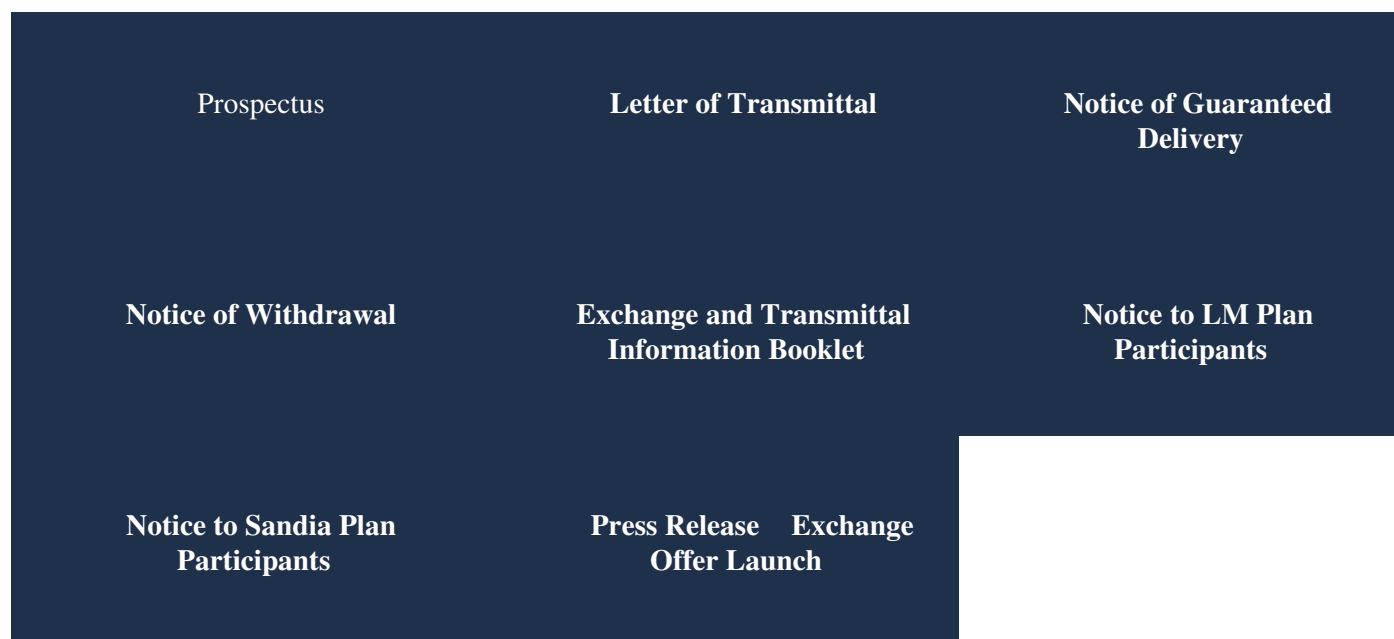 Prospectus
Letter of Transmittal
Notice of Guaranteed
Delivery
Notice of Withdrawal
Exchange and Transmittal
Information Booklet
Notice to LM Plan
Participants
Notice to Sandia Plan
Participants
Press Release Exchange
Offer Launch